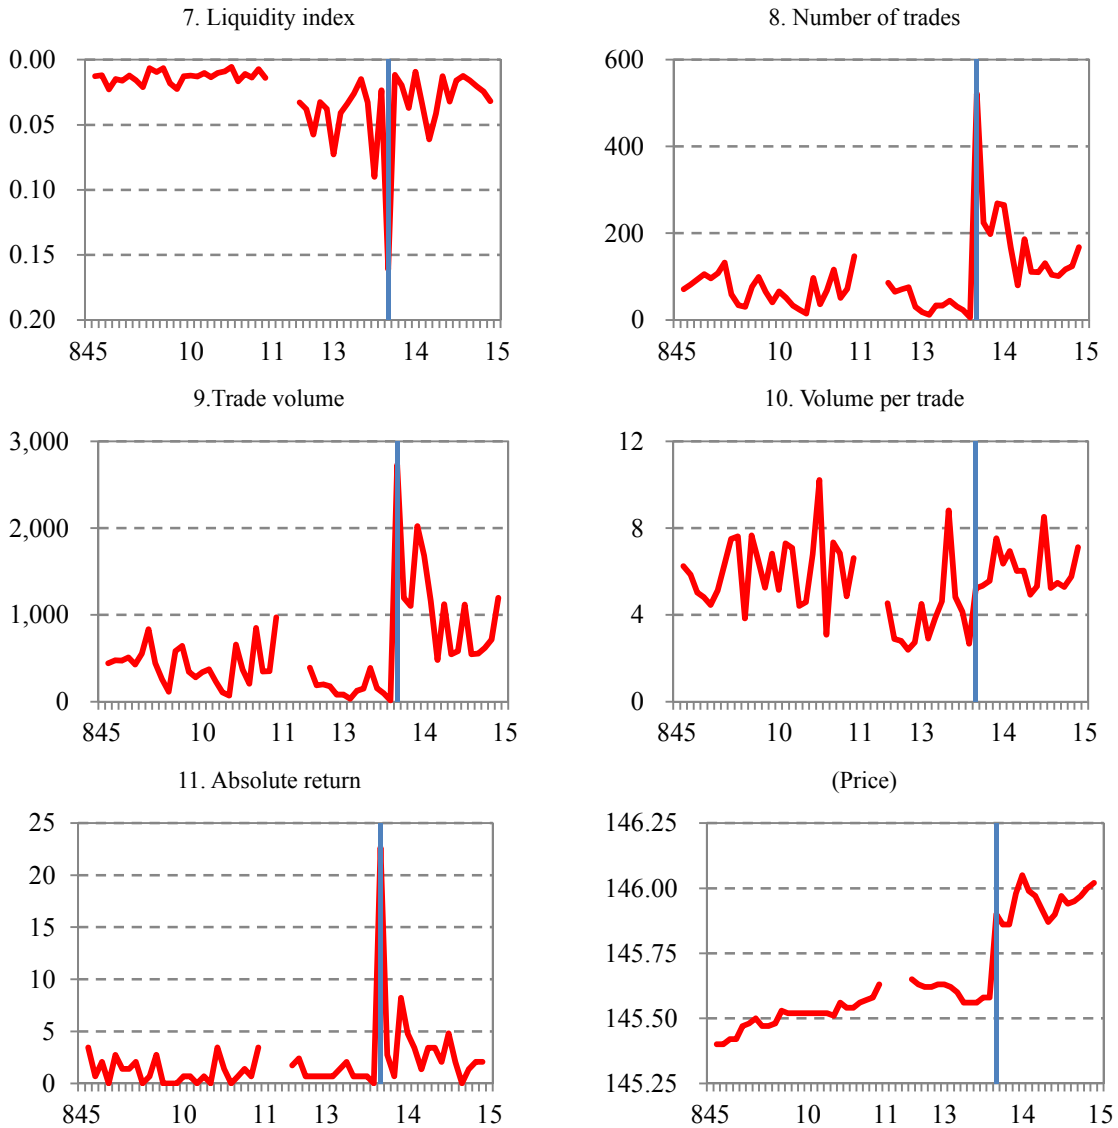 7. Liquidity index
0.00
0.05
0.10
0.15
0.20
845 10 11 13 14 15
8. Number of trades
600
400
200
0
845 10 11 13 14 15
9.Trade volume
3,000
2,000
1,000
0
845 10 11 13 14 15
10. Volume per trade
12
8
4
0
845 10 11 13 14 15
11. Absolute return
25
20
15
10
5
0
845 10 11 13 14 15
(Price)
146.25
146.00
145.75
145.50
145.25
845 10 11 13 14 15